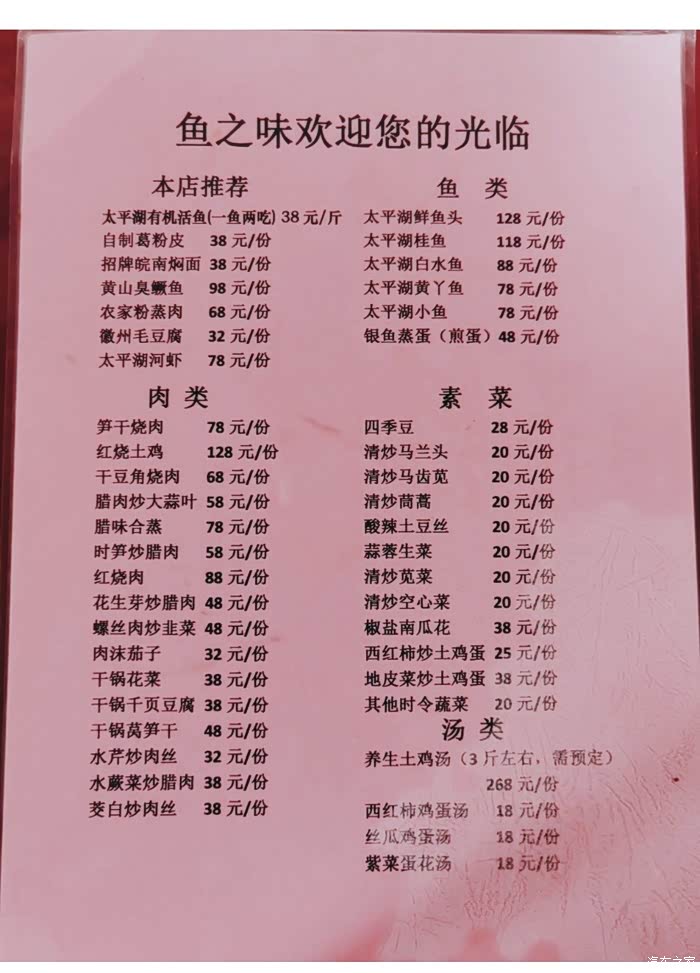 鱼之味欢迎您的光临
本店推荐
太平湖有机活鱼(一鱼两吃) 38元/斤
自制葛粉皮 38元/份
招牌皖南焖面 38元/份
黄山臭鳜鱼 98元/份
农家粉蒸肉 68元/份
徽州毛豆腐 32元/份
太平湖河虾 78元/份
鱼 类
太平湖鲜鱼头 128元/份
太平湖桂鱼 118元/份
太平湖白水鱼 88元/份
太平湖黄丫鱼 78元/份
太平湖小鱼 78元/份
银鱼蒸蛋（煎蛋）48元/份
肉 类
笋干烧肉 78元/份
红烧土鸡 128元/份
干豆角烧肉 68元/份
腊肉炒大蒜叶 58元/份
腊味合蒸 78元/份
时笋炒腊肉 58元/份
红烧肉 88元/份
花生芽炒腊肉 48元/份
螺丝肉炒韭菜 48元/份
肉沫茄子 32元/份
干锅花菜 38元/份
干锅千页豆腐 38元/份
干锅莴笋干 48元/份
水芹炒肉丝 32元/份
水蕨菜炒腊肉 38元/份
茭白炒肉丝 38元/份
素 菜
四季豆 28元/份
清炒马兰头 20元/份
清炒马齿苋 20元/份
清炒茼蒿 20元/份
酸辣土豆丝 20元/份
蒜蓉生菜 20元/份
清炒苋菜 20元/份
清炒空心菜 20元/份
椒盐南瓜花 38元/份
西红柿炒土鸡蛋 25元/份
地皮菜炒土鸡蛋 38元/份
其他时令蔬菜 20元/份
汤 类
养生土鸡汤（3斤左右，需预定）
268元/份
西红柿鸡蛋汤 18元/份
丝瓜鸡蛋汤 18元/份
紫菜蛋花汤 18元/份
汽车之家